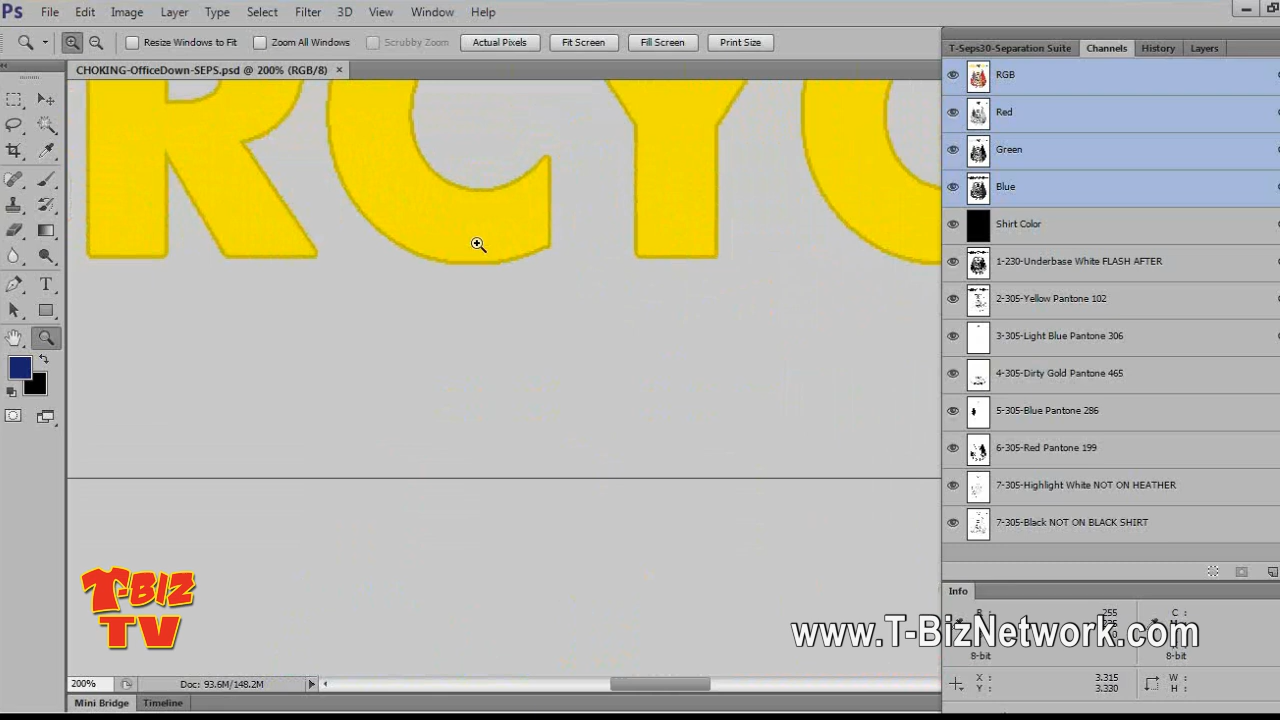 Ps File Edit Image Layer Type Select Filter 3D View Window Help
Resize Windows to Fit Zoom All Windows Scrubby Zoom Actual Pixels Fit Screen Fill Screen Print Size
CHOKING-OfficeDown-SEPS.psd @ 200% (RGB/8) ×
T-Seps30-Separation Suite Channels History Layers
RCYC
RGB
Red
Green
Blue
Shirt Color
1-230-Underbase White FLASH AFTER
2-305-Yellow Pantone 102
3-305-Light Blue Pantone 306
4-305-Dirty Gold Pantone 465
5-305-Blue Pantone 286
6-305-Red Pantone 199
7-305-Highlight White NOT ON HEATHER
7-305-Black NOT ON BLACK SHIRT
Info
T-BIZ
TV
www.T-BizNetwork.com
R : 255 C :
8-bit 8-bit
X : 3.315 W :
Y : 3.330 H :
200% Doc: 93.6M/148.2M
Mini Bridge Timeline